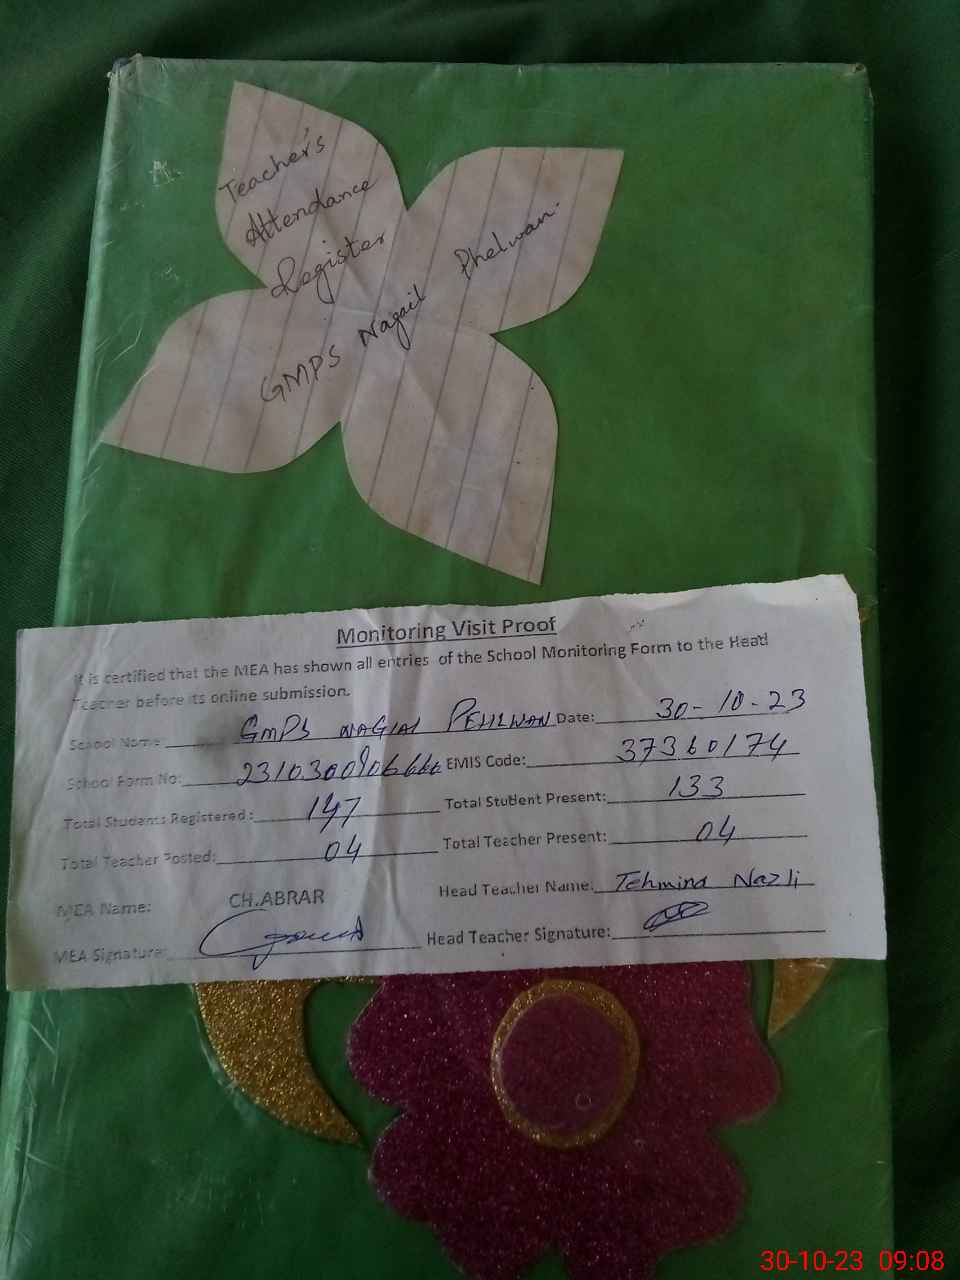 Teacher's
Attendance
Register
GMPS Nagail Phelwan.
Monitoring Visit Proof
It is certified that the MEA has shown all entries of the School Monitoring Form to the Head
Teacher before its online submission.
School Name: GMPS NAGIAL PEHLWAN Date: 30-10-23
School Form No: 2310300906666 EMIS Code: 37360174
Total Students Registered: 147 Total Student Present: 133
Total Teacher Posted: 04 Total Teacher Present: 04
MEA Name: CH.ABRAR Head Teacher Name: Tehmina Nazli
MEA Signature: Head Teacher Signature:
30-10-23 09:08